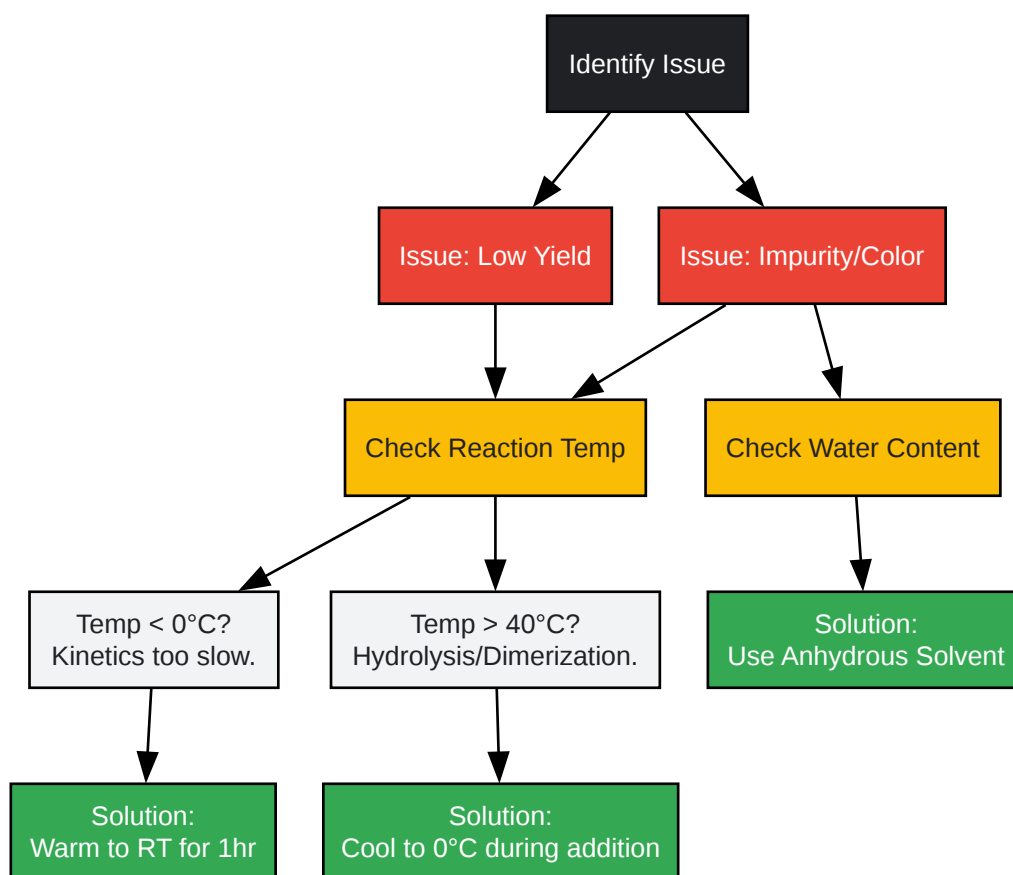 Identify Issue
Issue: Low Yield
Issue: Impurity/Color
Check Reaction Temp
Check Water Content
Temp < 0°C?
Kinetics too slow.
Temp > 40°C?
Hydrolysis/Dimerization.
Solution:
Use Anhydrous Solvent
Solution:
Warm to RT for 1hr
Solution:
Cool to 0°C during addition